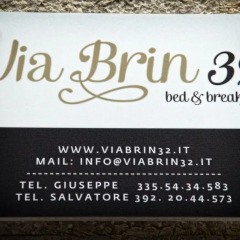 Via Brin 3
bed & break
WWW.VIABRIN32.IT
MAIL: INFO@VIABRIN32.IT
TEL. GIUSEPPE 335.54.34.583
TEL. SALVATORE 392. 20.44.573